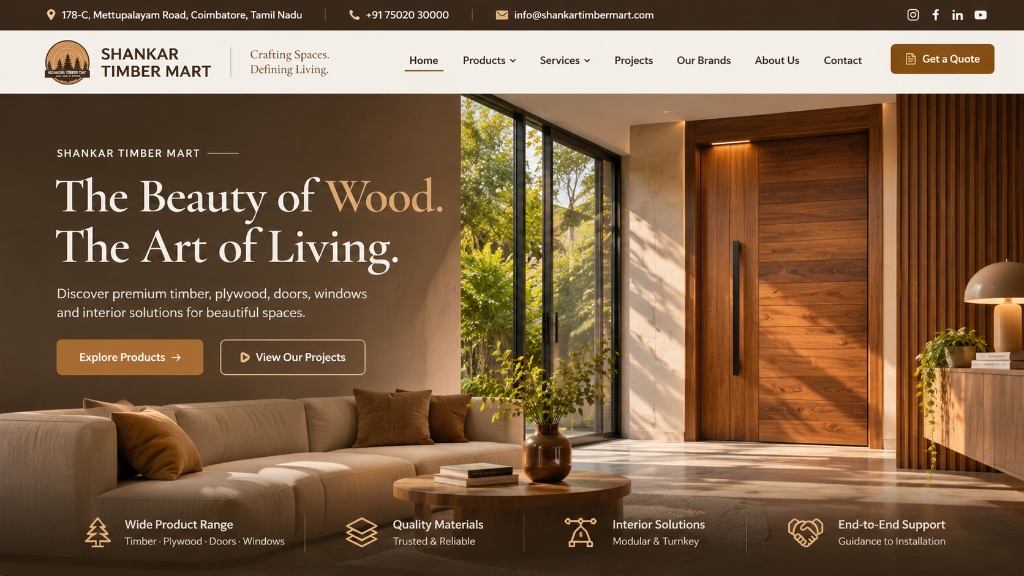 178-C, Mettupalayam Road, Coimbatore, Tamil Nadu
+91 75020 30000
info@shankartimbermart.com
SHANKAR
TIMBER MART
Crafting Spaces.
Defining Living.
Home
Products
Services
Projects
Our Brands
About Us
Contact
Get a Quote
SHANKAR TIMBER MART
The Beauty of Wood.
The Art of Living.
Discover premium timber, plywood, doors, windows
and interior solutions for beautiful spaces.
Explore Products →
View Our Projects
Wide Product Range
Timber · Plywood · Doors · Windows
Quality Materials
Trusted & Reliable
Interior Solutions
Modular & Turnkey
End-to-End Support
Guidance to Installation